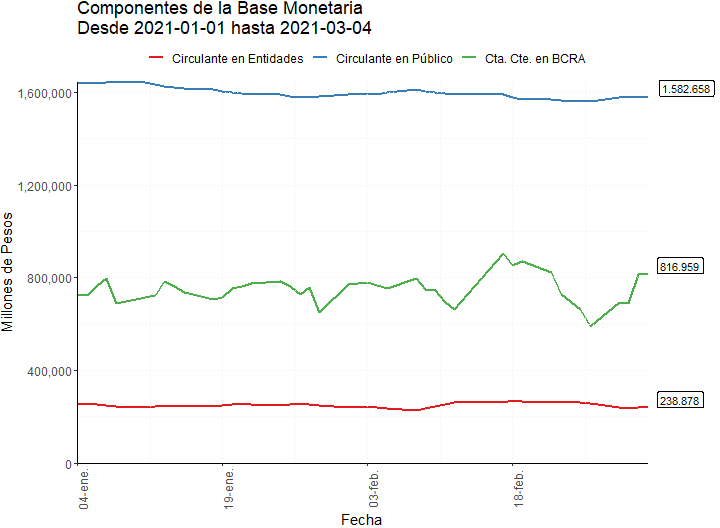 Componentes de la Base Monetaria
Desde 2021-01-01 hasta 2021-03-04
Circulante en Entidades Circulante en Público Cta. Cte. en BCRA
Millones de Pesos
1,600,000
1,200,000
800,000
400,000
0
1.582.658
816.959
238.878
04-ene.
19-ene.
03-feb.
18-feb.
Fecha